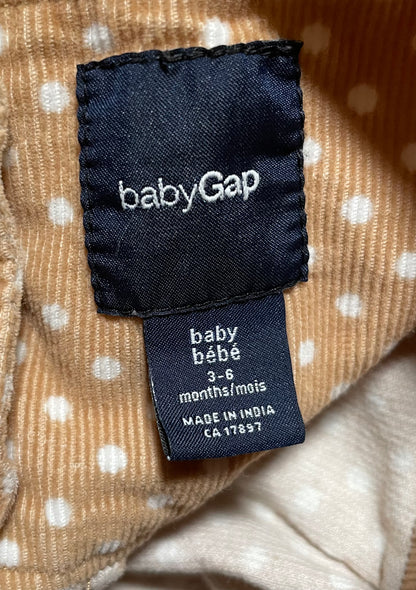 babyGap
baby
bébé
3-6
months/mois
MADE IN INDIA
CA 17897